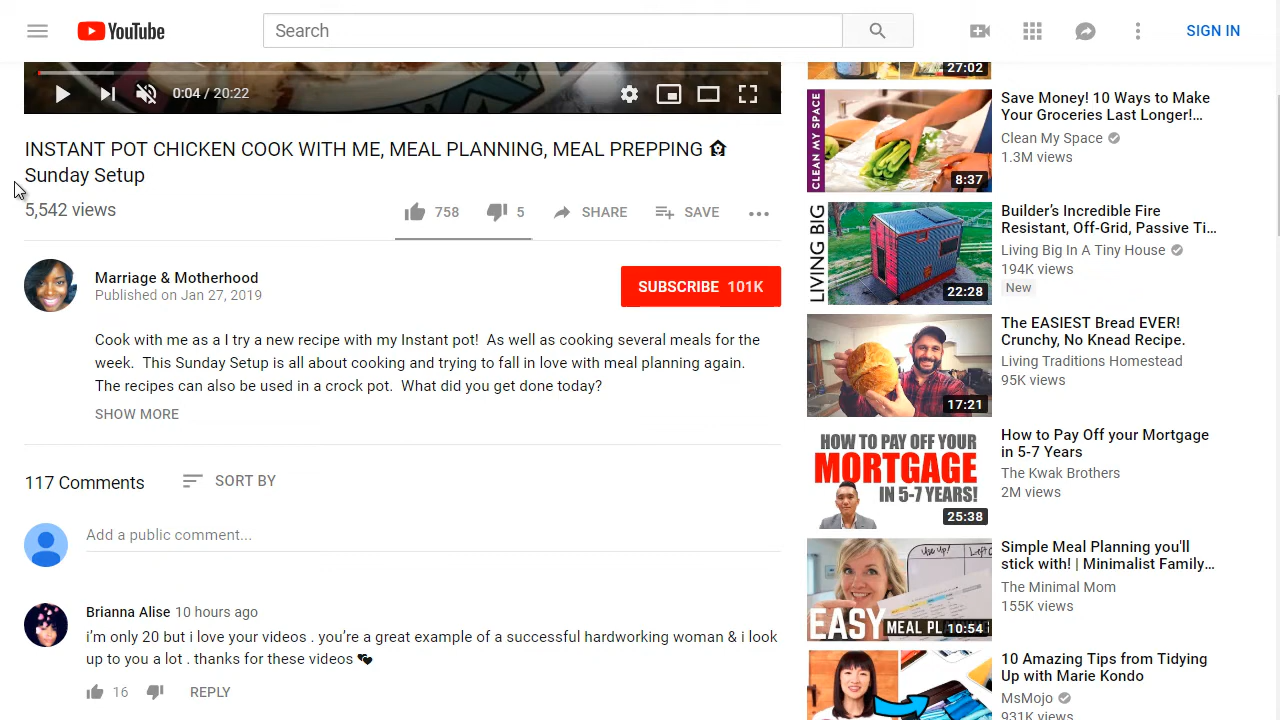 YouTube
Search
SIGN IN
0:04 / 20:22
INSTANT POT CHICKEN COOK WITH ME, MEAL PLANNING, MEAL PREPPING
Sunday Setup
5,542 views
758
5
SHARE
SAVE
Marriage & Motherhood
Published on Jan 27, 2019
SUBSCRIBE 101K
Cook with me as a I try a new recipe with my Instant pot! As well as cooking several meals for the
week. This Sunday Setup is all about cooking and trying to fall in love with meal planning again.
The recipes can also be used in a crock pot. What did you get done today?
SHOW MORE
117 Comments
SORT BY
Add a public comment...
Brianna Alise 10 hours ago
i'm only 20 but i love your videos . you're a great example of a successful hardworking woman & i look
up to you a lot . thanks for these videos
16
REPLY
27:02
CLEAN MY SPACE
8:37
Save Money! 10 Ways to Make
Your Groceries Last Longer!...
Clean My Space
1.3M views
LIVING BIG
22:28
Builder's Incredible Fire
Resistant, Off-Grid, Passive Ti...
Living Big In A Tiny House
194K views
New
17:21
The EASIEST Bread EVER!
Crunchy, No Knead Recipe.
Living Traditions Homestead
95K views
HOW TO PAY OFF YOUR
MORTGAGE
IN 5-7 YEARS!
25:38
How to Pay Off your Mortgage
in 5-7 Years
The Kwak Brothers
2M views
Use up!
EASY MEAL PL
10:54
Simple Meal Planning you'll
stick with! | Minimalist Family...
The Minimal Mom
155K views
10 Amazing Tips from Tidying
Up with Marie Kondo
MsMojo
931K views